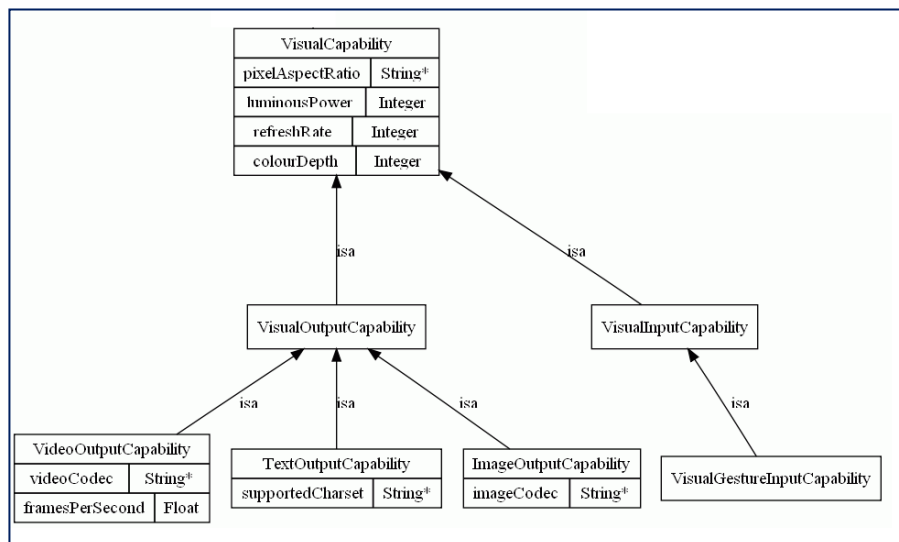 VisualCapability
pixelAspectRatio String*
luminousPower Integer
refreshRate Integer
colourDepth Integer
isa
isa
VisualOutputCapability
VisualInputCapability
isa
isa
isa
isa
VideoOutputCapability
videoCodec String*
framesPerSecond Float
TextOutputCapability
supportedCharset String*
ImageOutputCapability
imageCodec String*
VisualGestureInputCapability